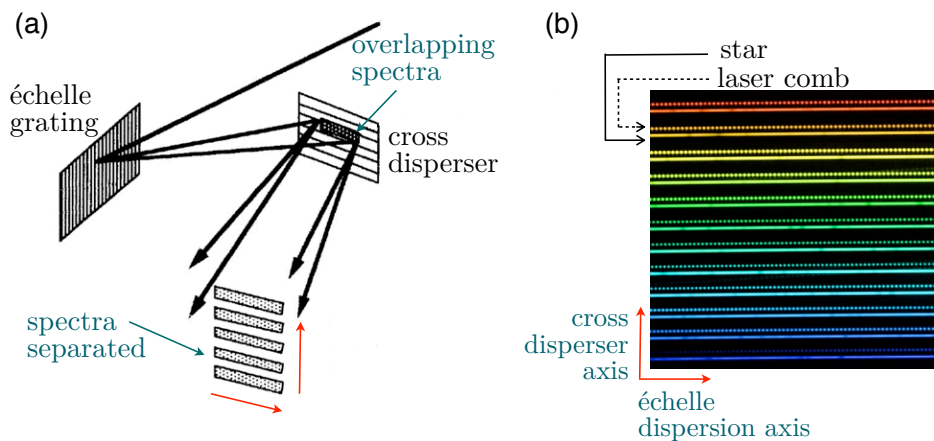 (a)
overlapping
spectra
échelle
grating
cross
disperser
spectra
separated
(b)
star
laser comb
cross
disperser
axis
échelle
dispersion axis